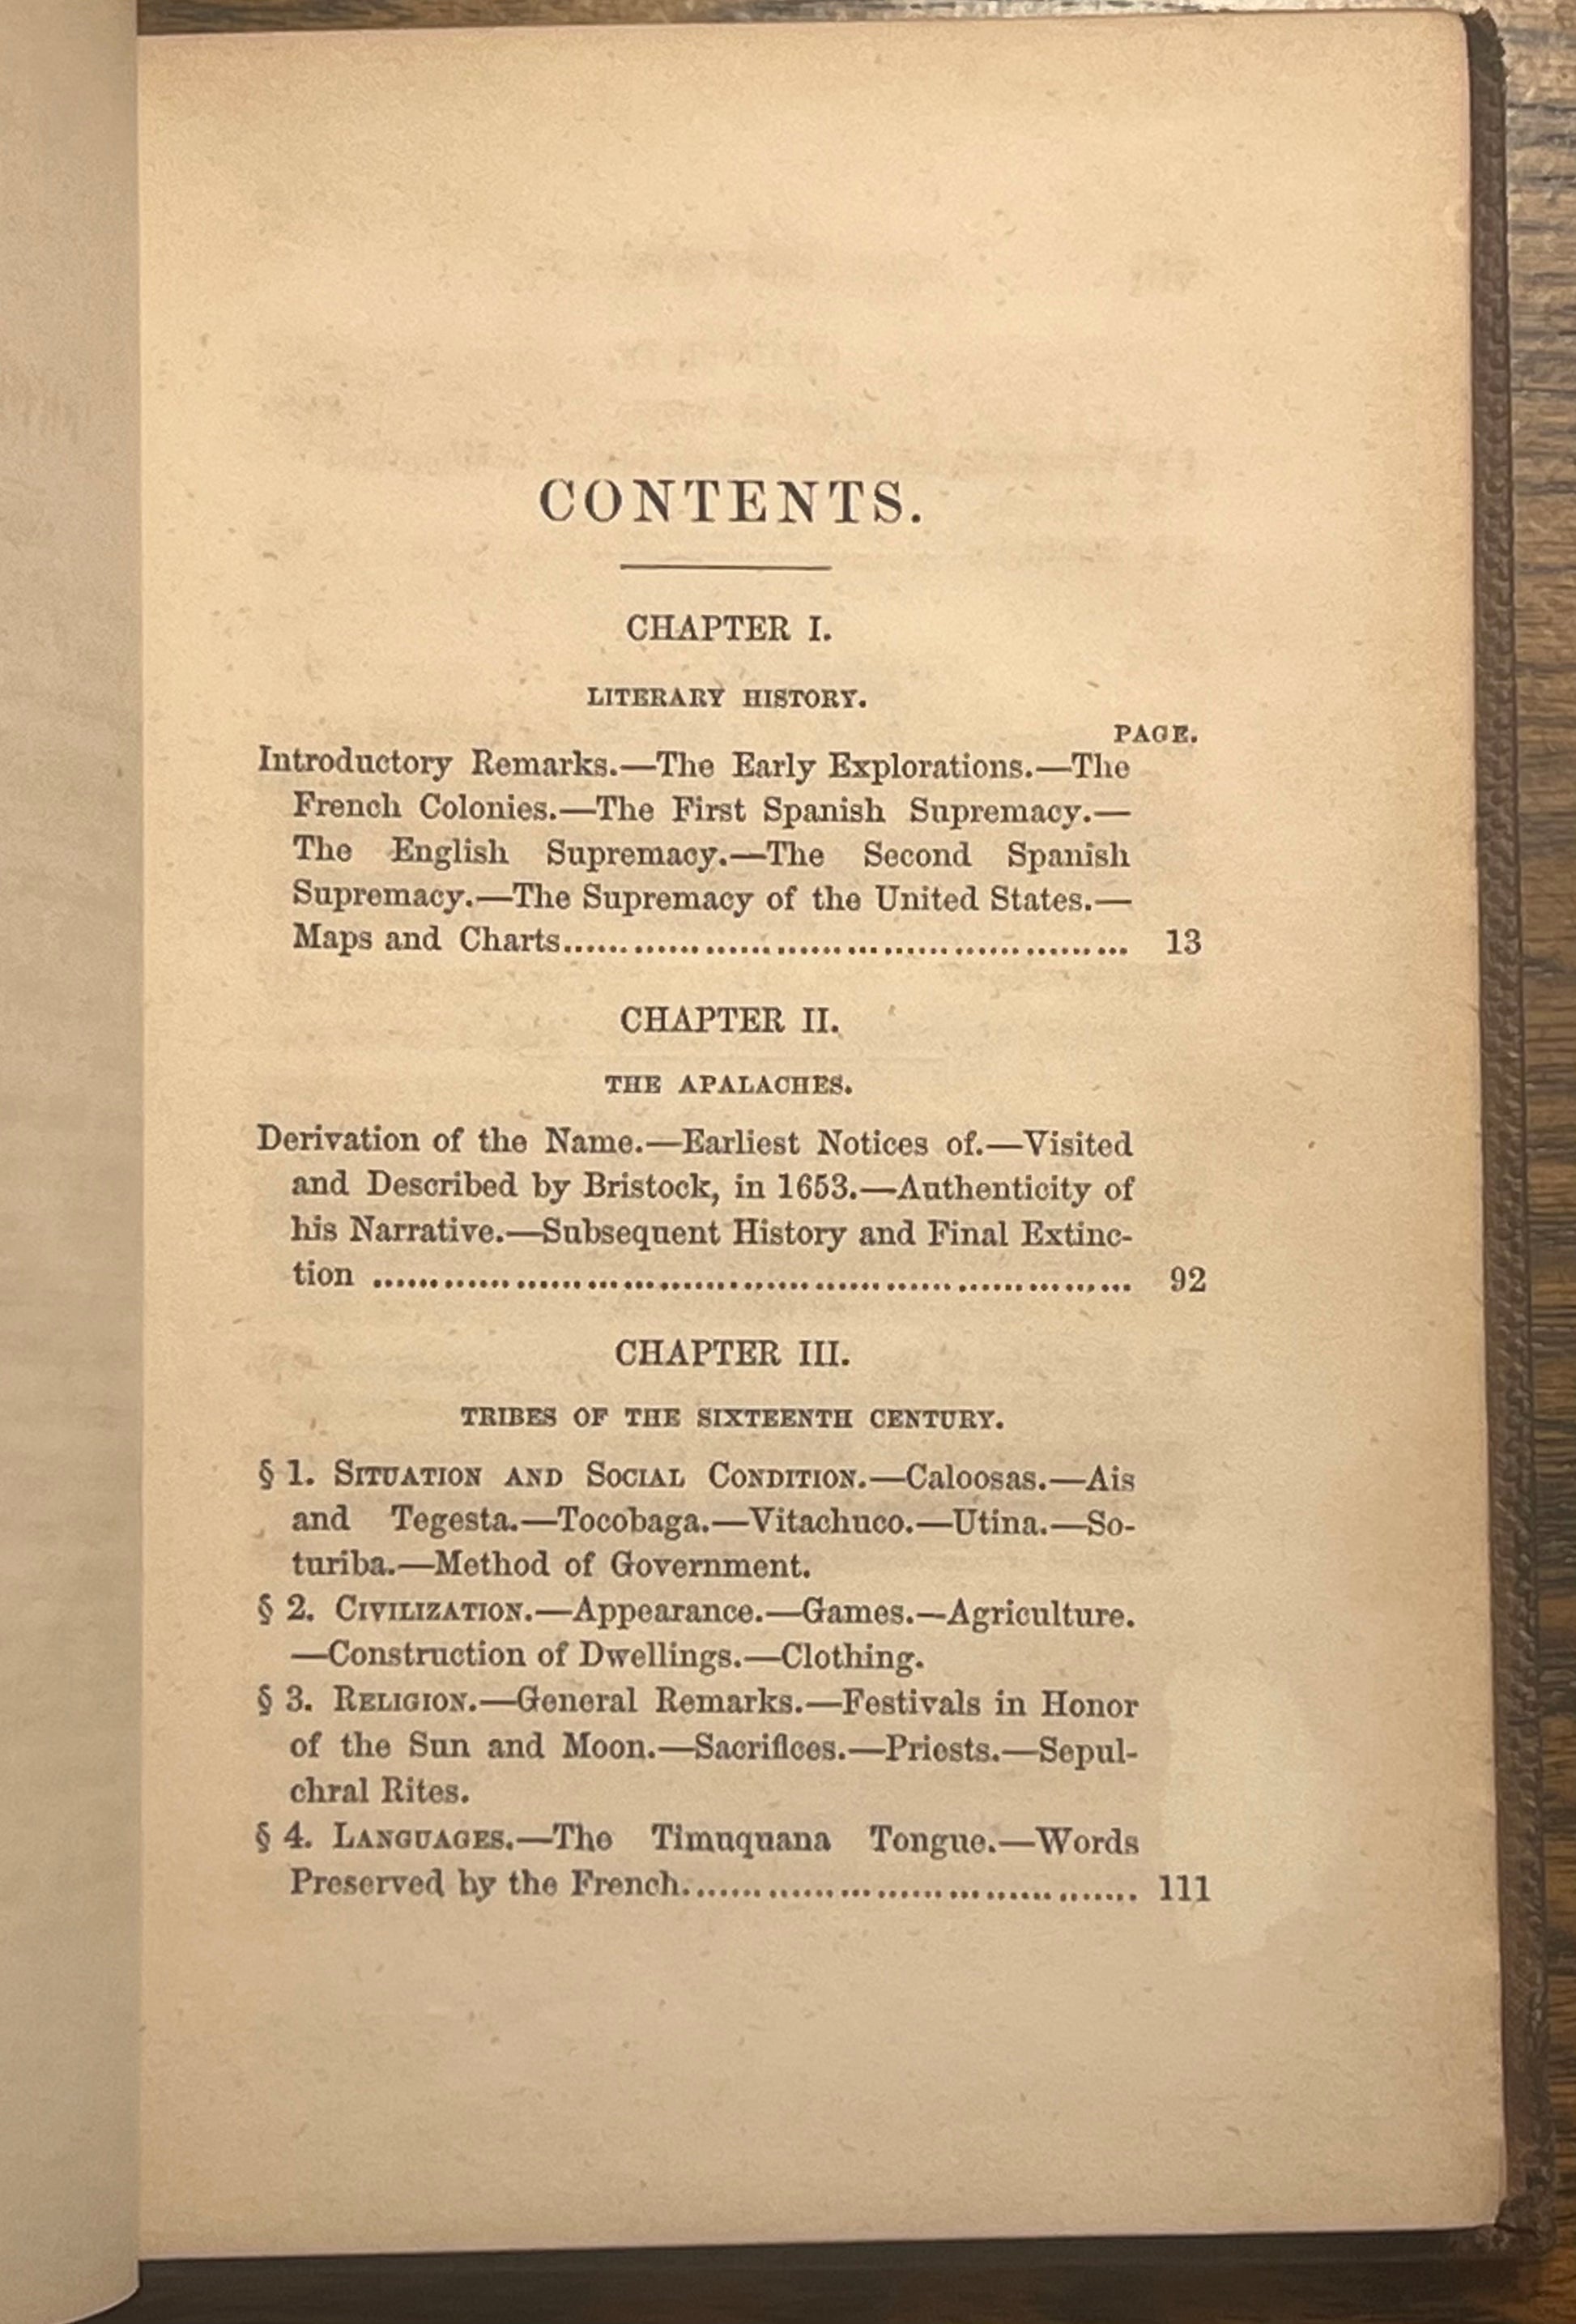 CONTENTS.
CHAPTER I.
LITERARY HISTORY.
PAGE.
Introductory Remarks.—The Early Explorations.—The
French Colonies.—The First Spanish Supremacy.—
The English Supremacy.—The Second Spanish
Supremacy.—The Supremacy of the United States.—
Maps and Charts................................................ 13
CHAPTER II.
THE APALACHES.
Derivation of the Name.—Earliest Notices of.—Visited
and Described by Bristock, in 1653.—Authenticity of
his Narrative.—Subsequent History and Final Extinc-
tion ................................................................ 92
CHAPTER III.
TRIBES OF THE SIXTEENTH CENTURY.
§ 1. SITUATION AND SOCIAL CONDITION.—Caloosas.—Ais
and Tegesta.—Tocobaga.—Vitachuco.—Utina.—So-
turiba.—Method of Government.
§ 2. CIVILIZATION.—Appearance.—Games.—Agriculture.
—Construction of Dwellings.—Clothing.
§ 3. RELIGION.—General Remarks.—Festivals in Honor
of the Sun and Moon.—Sacrifices.—Priests.—Sepul-
chral Rites.
§ 4. LANGUAGES.—The Timuquana Tongue.—Words
Preserved by the French...................................... 111